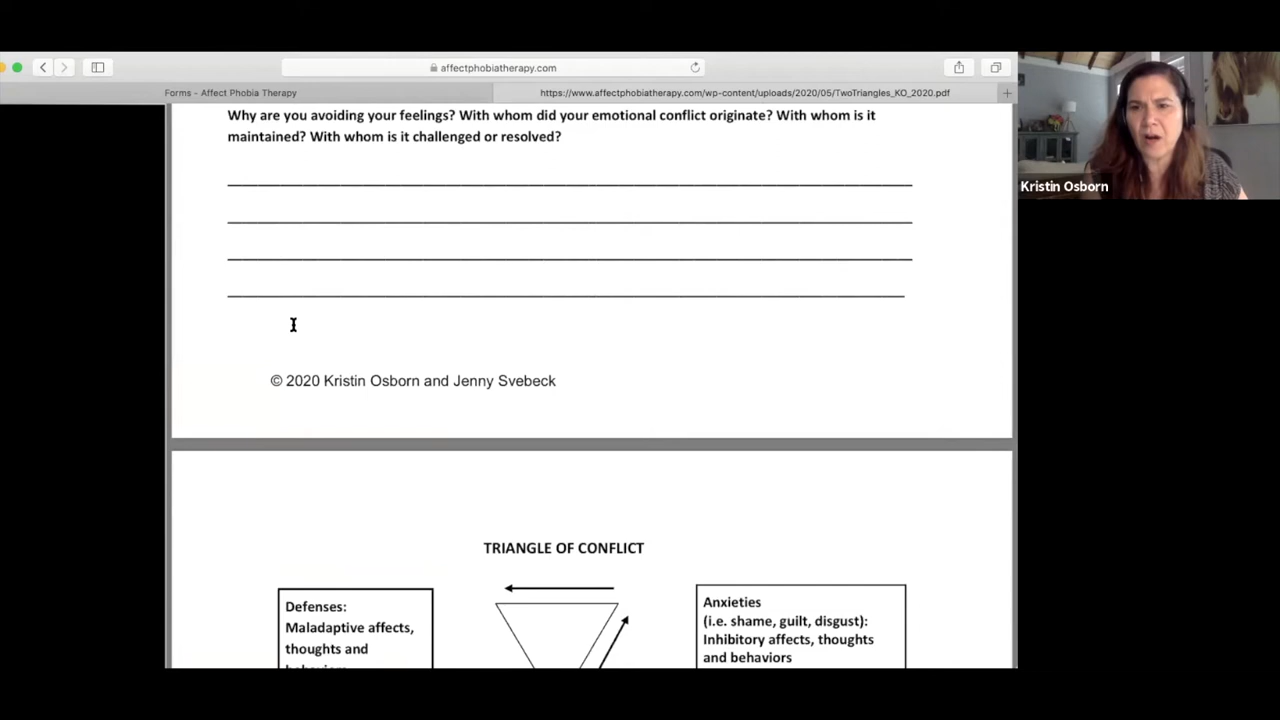 affectphobiatherapy.com
Forms - Affect Phobia Therapy
https://www.affectphobiatherapy.com/wp-content/uploads/2020/05/TwoTriangles_KO_2020.pdf
Why are you avoiding your feelings? With whom did your emotional conflict originate? With whom is it
maintained? With whom is it challenged or resolved?
Kristin Osborn
© 2020 Kristin Osborn and Jenny Svebeck
TRIANGLE OF CONFLICT
Defenses:
Maladaptive affects,
thoughts and
Anxieties
(i.e. shame, guilt, disgust):
Inhibitory affects, thoughts
and behaviors